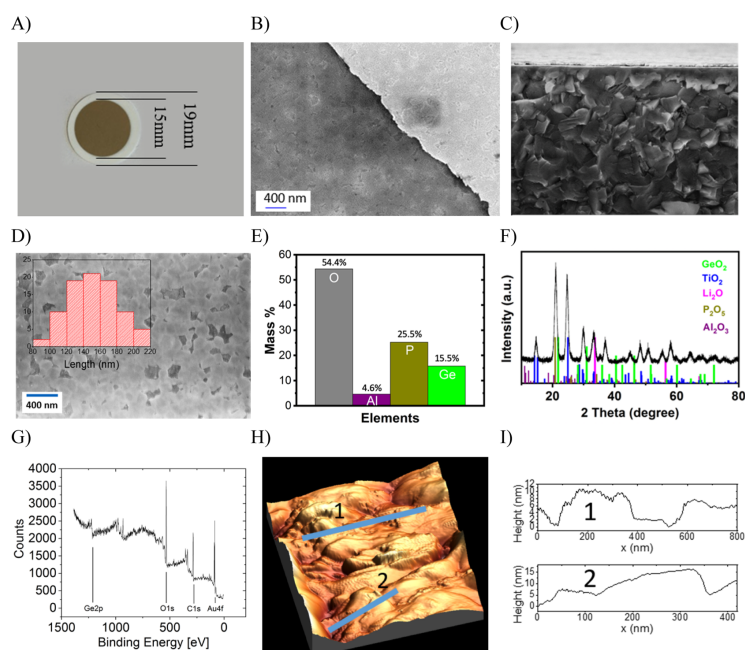 A)
15mm
19mm
B)
400 nm
C)
D)
25
20
15
10
5
0
80 100 120 140 160 180 200 220
Length (nm)
400 nm
E)
Mass %
60
50
40
30
20
10
0
54.4%
O
4.6%
Al
25.5%
P
15.5%
Ge
Elements
F)
Intensity (a.u.)
GeO₂
TiO₂
Li₂O
P₂O₅
Al₂O₃
20 40 60 80
2 Theta (degree)
G)
Counts
4000
3500
3000
2500
2000
1500
1000
500
0
Ge2p O1s C1s Au4f
1500 1000 500 0
Binding Energy [eV]
H)
1
2
I)
Height (nm)
12
10
8
6
4
2
0
1
0 200 400 600 800
x (nm)
Height (nm)
15
10
5
0
2
0 100 200 300 400
x (nm)